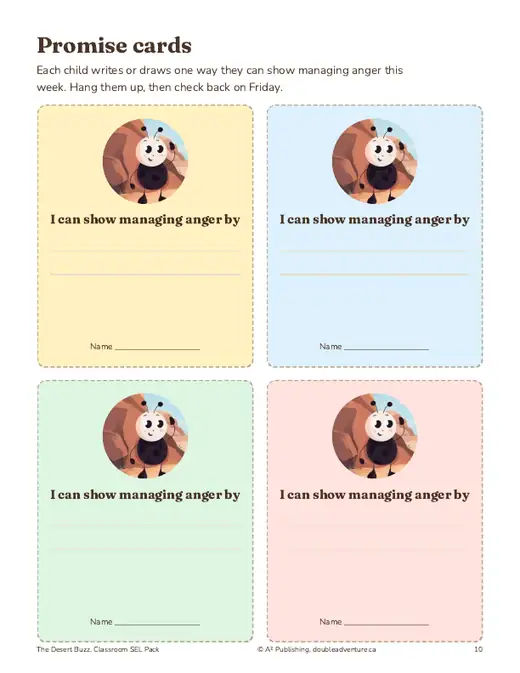 Promise cards
Each child writes or draws one way they can show managing anger this
week. Hang them up, then check back on Friday.
I can show managing anger by
I can show managing anger by
Name
Name
I can show managing anger by
I can show managing anger by
Name
Name
The Desert Buzz, Classroom SEL Pack
© A² Publishing, doubleadventure.ca
10